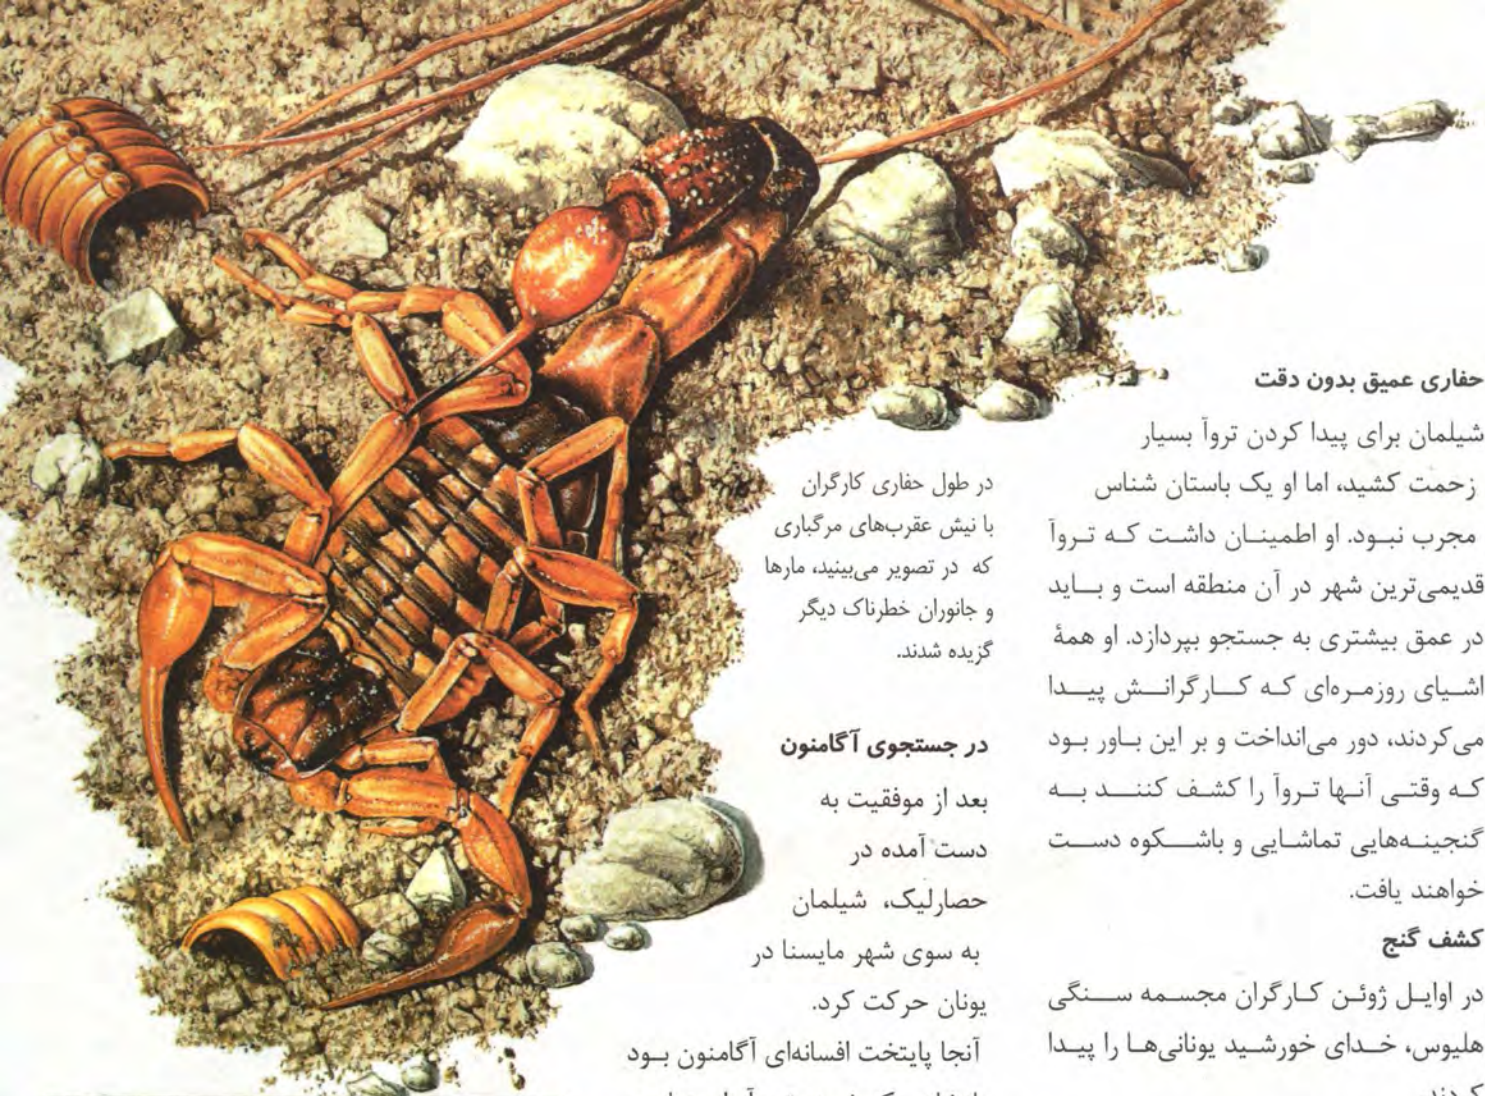 حفاری عمیق بدون دقت
شیلمان برای پیدا کردن تروآ بسیار
زحمت کشید، اما او یک باستان شناس
مجرب نبود. او اطمینان داشت که تروآ
قدیمی‌ترین شهر در آن منطقه است و باید
در عمق بیشتری به جستجو بپردازد. او همهٔ
اشیای روزمره‌ای که کارگرانش پیدا
می‌کردند، دور می‌انداخت و بر این باور بود
که وقتی آنها تروآ را کشف کنند به
گنجینه‌هایی تماشایی و باشکوه دست
خواهند یافت.
کشف گنج
در اوایل ژوئن کارگران مجسمه سنگی
هلیوس، خدای خورشید یونانی‌ها را پیدا
کردند.
در طول حفاری کارگران
با نیش عقرب‌های مرگباری
که در تصویر می‌بینید، مارها
و جانوران خطرناک دیگر
گزیده شدند.
در جستجوی آگامنون
بعد از موفقیت به
دست آمده در
حصارلیک، شیلمان
به سوی شهر مایسنا در
یونان حرکت کرد.
آنجا پایتخت افسانه‌ای آگامنون بود